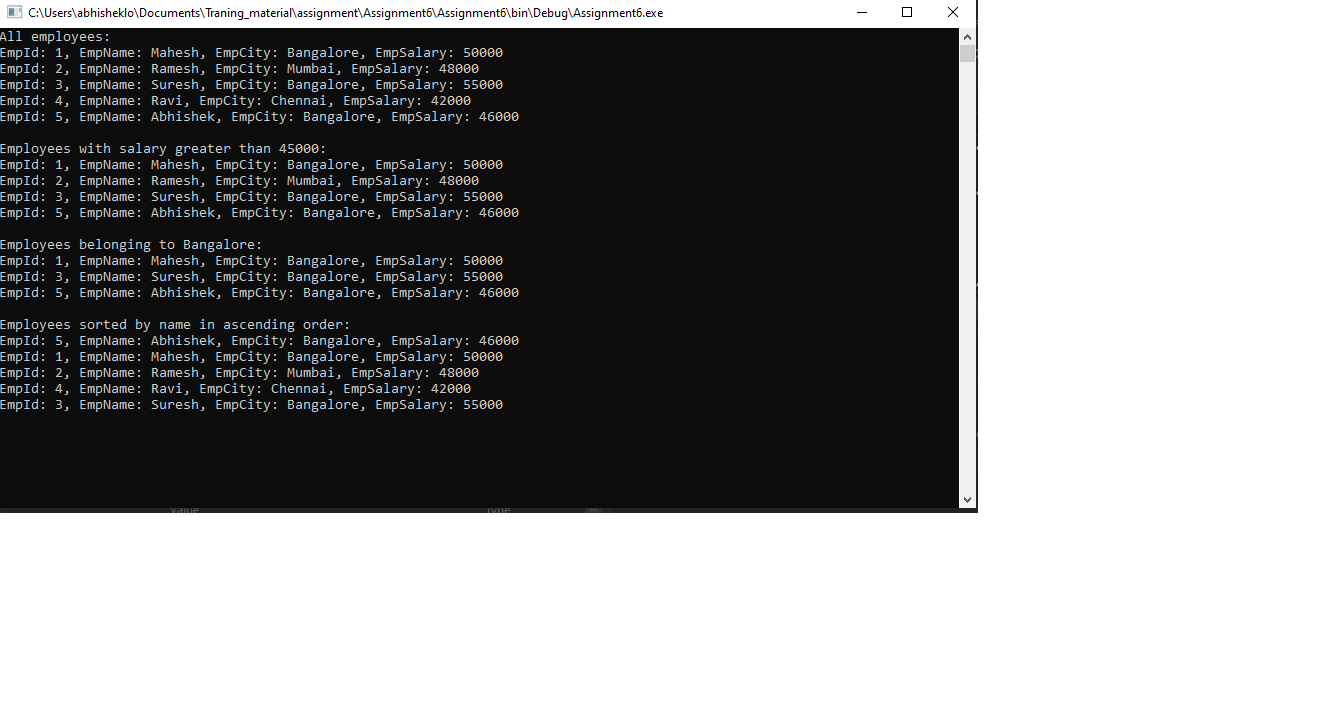 C:\Users\abhisheklo\Documents\Traning_material\assignment\Assignment6\Assignment6\bin\Debug\Assignment6.exe
All employees:
EmpId: 1, EmpName: Mahesh, EmpCity: Bangalore, EmpSalary: 50000
EmpId: 2, EmpName: Ramesh, EmpCity: Mumbai, EmpSalary: 48000
EmpId: 3, EmpName: Suresh, EmpCity: Bangalore, EmpSalary: 55000
EmpId: 4, EmpName: Ravi, EmpCity: Chennai, EmpSalary: 42000
EmpId: 5, EmpName: Abhishek, EmpCity: Bangalore, EmpSalary: 46000
Employees with salary greater than 45000:
EmpId: 1, EmpName: Mahesh, EmpCity: Bangalore, EmpSalary: 50000
EmpId: 2, EmpName: Ramesh, EmpCity: Mumbai, EmpSalary: 48000
EmpId: 3, EmpName: Suresh, EmpCity: Bangalore, EmpSalary: 55000
EmpId: 5, EmpName: Abhishek, EmpCity: Bangalore, EmpSalary: 46000
Employees belonging to Bangalore:
EmpId: 1, EmpName: Mahesh, EmpCity: Bangalore, EmpSalary: 50000
EmpId: 3, EmpName: Suresh, EmpCity: Bangalore, EmpSalary: 55000
EmpId: 5, EmpName: Abhishek, EmpCity: Bangalore, EmpSalary: 46000
Employees sorted by name in ascending order:
EmpId: 5, EmpName: Abhishek, EmpCity: Bangalore, EmpSalary: 46000
EmpId: 1, EmpName: Mahesh, EmpCity: Bangalore, EmpSalary: 50000
EmpId: 2, EmpName: Ramesh, EmpCity: Mumbai, EmpSalary: 48000
EmpId: 4, EmpName: Ravi, EmpCity: Chennai, EmpSalary: 42000
EmpId: 3, EmpName: Suresh, EmpCity: Bangalore, EmpSalary: 55000
Value Type